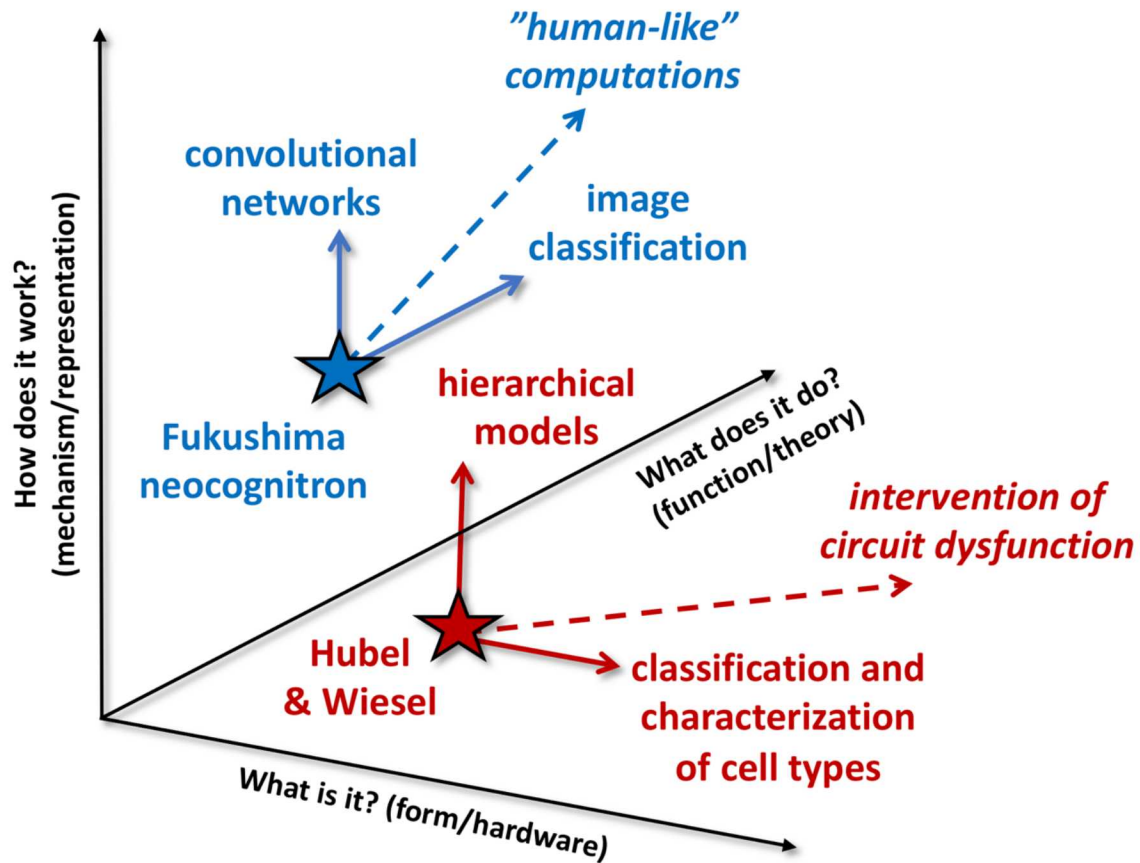 ”human-like”
computations
convolutional
networks
image
classification
How does it work?
(mechanism/representation)
Fukushima
neocognitron
hierarchical
models
What does it do?
(function/theory)
intervention of
circuit dysfunction
Hubel
& Wiesel
classification and
characterization
of cell types
What is it? (form/hardware)